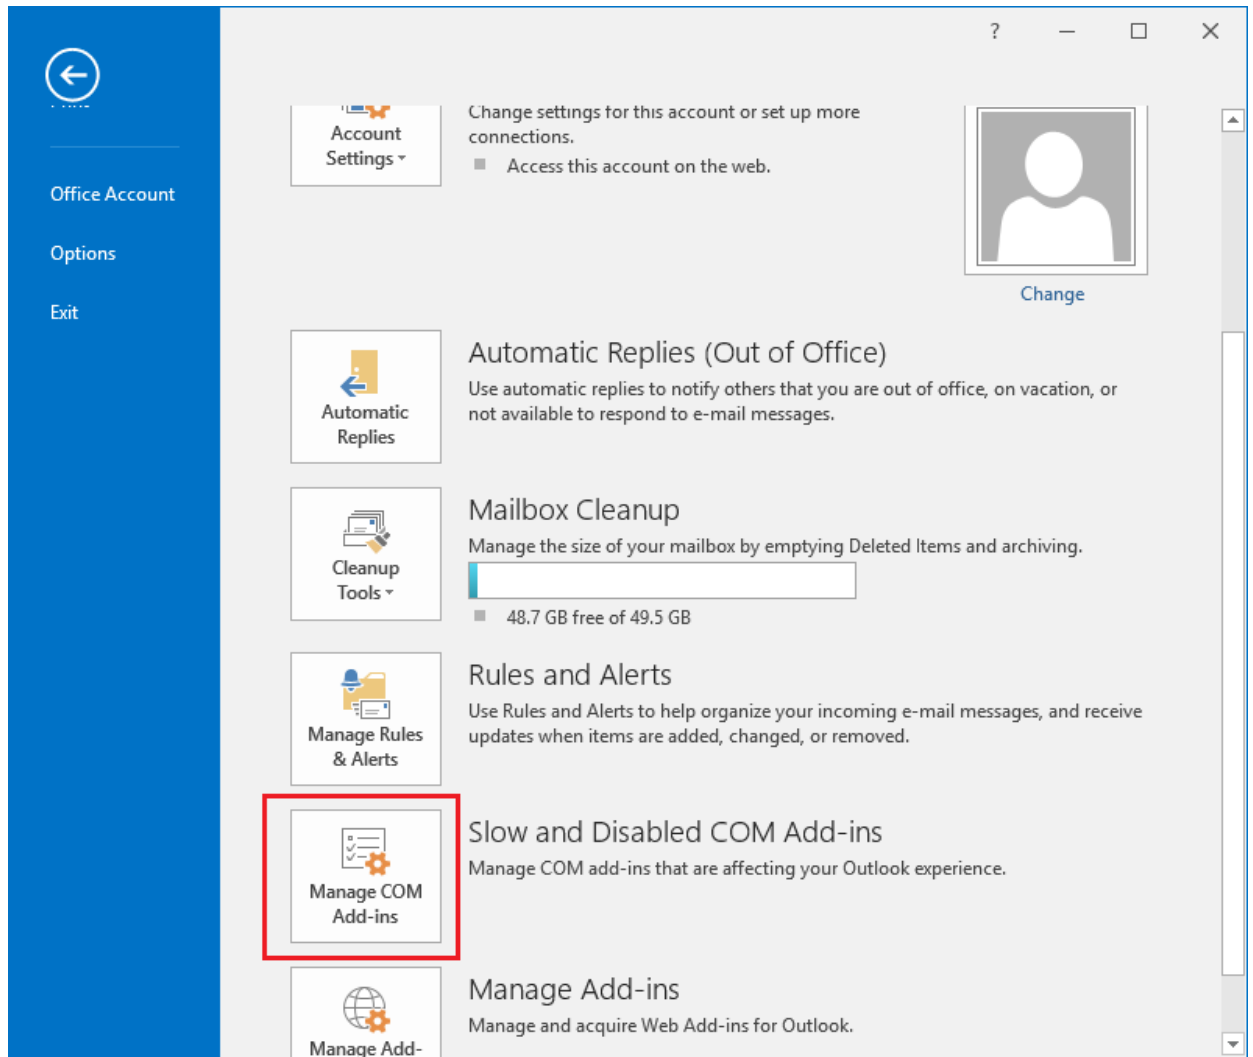 ?
Office Account
Options
Exit
Account
Settings
Change settings for this account or set up more
connections.
Access this account on the web.
Change
Automatic
Replies
Automatic Replies (Out of Office)
Use automatic replies to notify others that you are out of office, on vacation, or
not available to respond to e-mail messages.
Cleanup
Tools
Mailbox Cleanup
Manage the size of your mailbox by emptying Deleted Items and archiving.
48.7 GB free of 49.5 GB
Manage Rules
& Alerts
Rules and Alerts
Use Rules and Alerts to help organize your incoming e-mail messages, and receive
updates when items are added, changed, or removed.
Manage COM
Add-ins
Slow and Disabled COM Add-ins
Manage COM add-ins that are affecting your Outlook experience.
Manage Add-
Manage Add-ins
Manage and acquire Web Add-ins for Outlook.